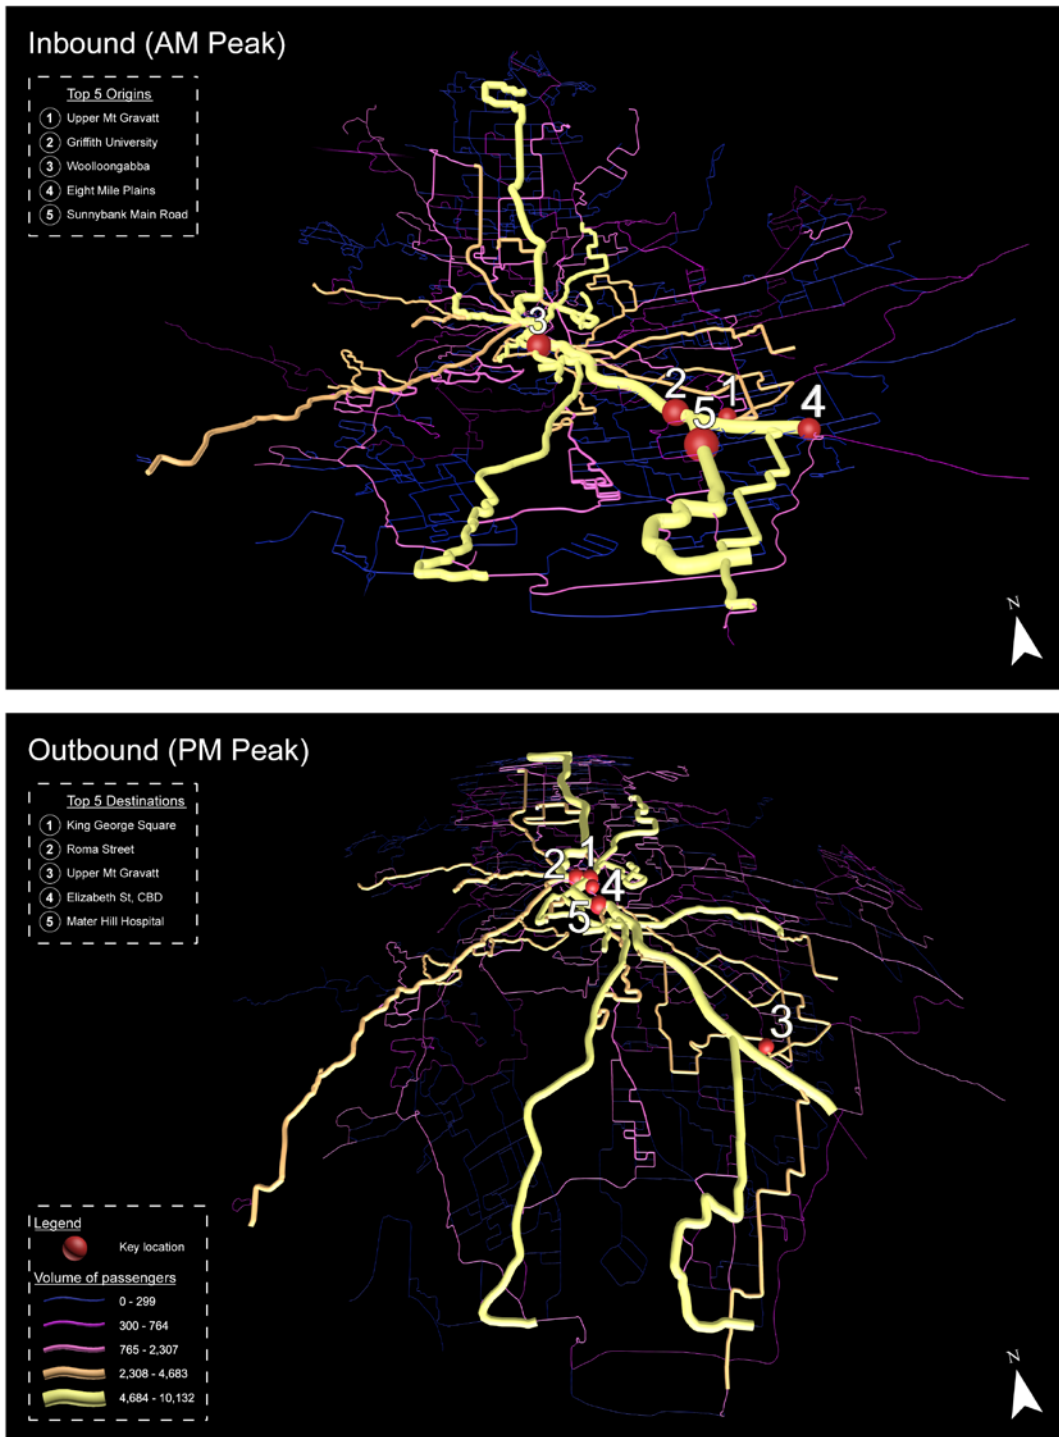 Inbound (AM Peak)
Top 5 Origins
1 Upper Mt Gravatt
2 Griffith University
3 Woolloongabba
4 Eight Mile Plains
5 Sunnybank Main Road
3
2
1
5
4
N
Outbound (PM Peak)
Top 5 Destinations
1 King George Square
2 Roma Street
3 Upper Mt Gravatt
4 Elizabeth St, CBD
5 Mater Hill Hospital
1
2
4
5
3
Legend
Key location
Volume of passengers
0 - 299
300 - 764
765 - 2,307
2,308 - 4,683
4,684 - 10,132
N